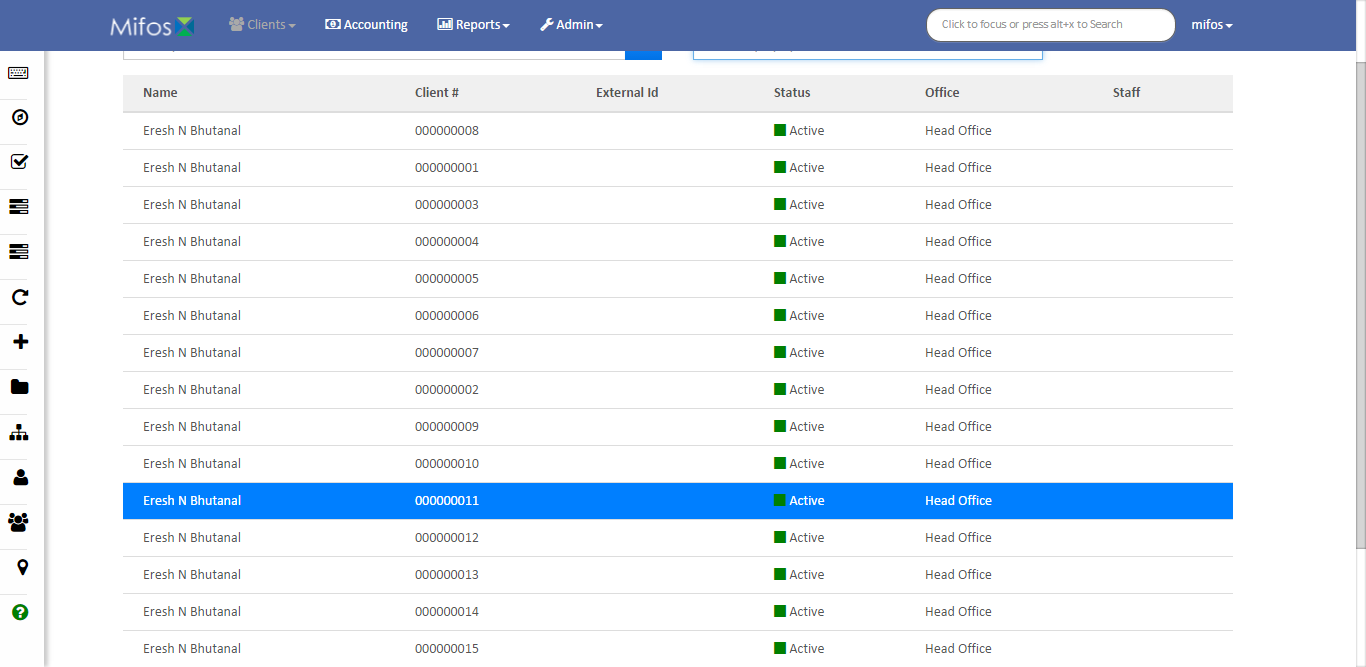 Mifos Clients Accounting Reports Admin Click to focus or press alt+x to Search mifos
Name Client # External Id Status Office Staff
Eresh N Bhutanal 000000008 Active Head Office
Eresh N Bhutanal 000000001 Active Head Office
Eresh N Bhutanal 000000003 Active Head Office
Eresh N Bhutanal 000000004 Active Head Office
Eresh N Bhutanal 000000005 Active Head Office
Eresh N Bhutanal 000000006 Active Head Office
Eresh N Bhutanal 000000007 Active Head Office
Eresh N Bhutanal 000000002 Active Head Office
Eresh N Bhutanal 000000009 Active Head Office
Eresh N Bhutanal 000000010 Active Head Office
Eresh N Bhutanal 000000011 Active Head Office
Eresh N Bhutanal 000000012 Active Head Office
Eresh N Bhutanal 000000013 Active Head Office
Eresh N Bhutanal 000000014 Active Head Office
Eresh N Bhutanal 000000015 Active Head Office